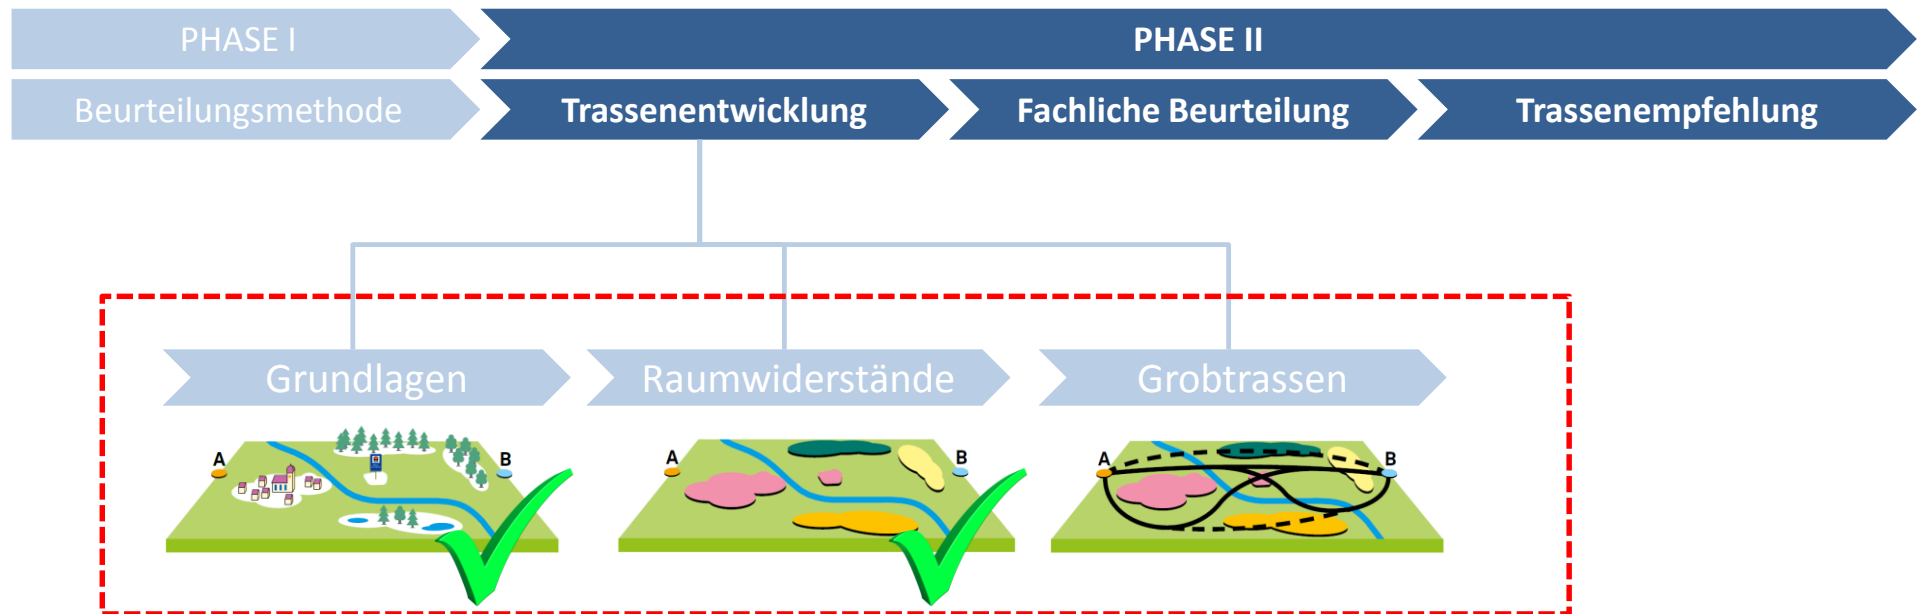 PHASE I
PHASE II
Beurteilungsmethode
Trassenentwicklung
Fachliche Beurteilung
Trassenempfehlung
Grundlagen
Raumwiderstände
Grobtrassen
A
B
A
B
A
B